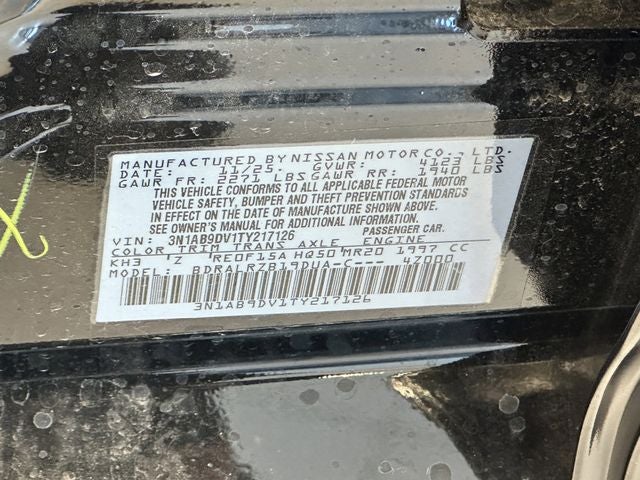 MANUFACTURED BY NISSAN MOTOR CO., LTD.
DATE: 11/25 GVWR: 4123 LBS
GAWR FR: 2271 LBS GAWR RR: 1940 LBS
THIS VEHICLE CONFORMS TO ALL APPLICABLE FEDERAL MOTOR
VEHICLE SAFETY, BUMPER AND THEFT PREVENTION STANDARDS
IN EFFECT ON THE DATE OF MANUFACTURE SHOWN ABOVE.
SEE OWNER'S MANUAL FOR ADDITIONAL INFORMATION
VIN: 3N1AB9DV1TY217126 PASSENGER CAR.
COLOR TRIM TRANS AXLE ENGINE
KH3 Z RE0F15A HQ50 MR20 1997 CC
MODEL: BDRALRZB19DUA-C--- 4Z000
3N1AB9DV1TY217126